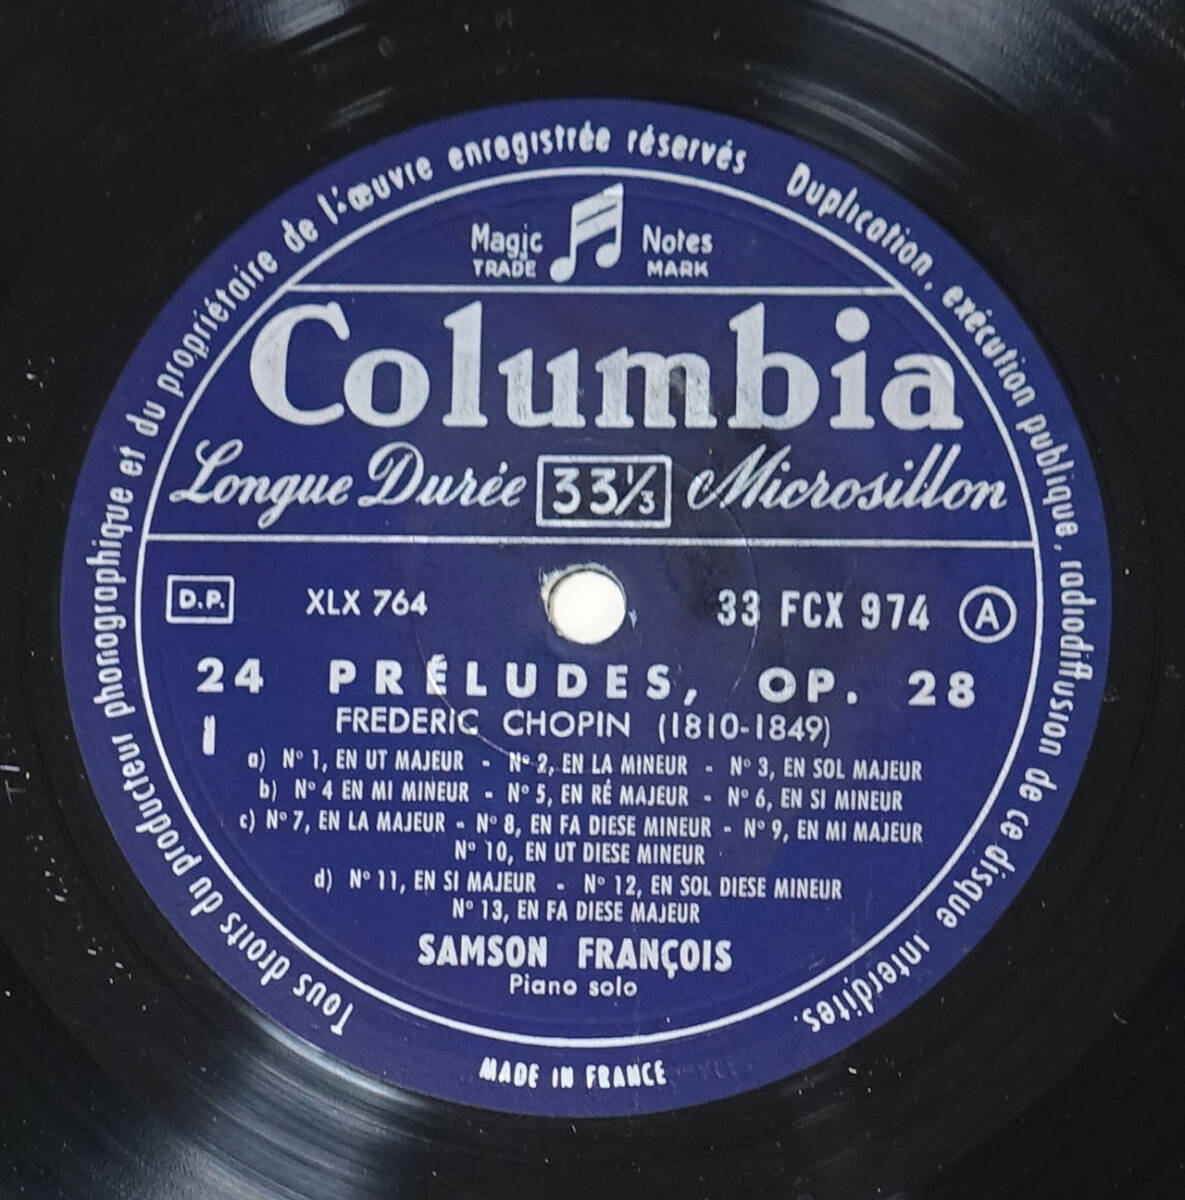 Tous droits du producteur phonographique et du propriétaire de l'œuvre enregistrée réservés Duplication, exécution publique, radiodiffusion de ce disque interdites.
Magic Notes
TRADE MARK
Columbia
Longue Durée 33 1/3 Microsillon
D.P. XLX 764 33 FCX 974 A
24 PRÉLUDES, OP. 28
1 FREDERIC CHOPIN (1810-1849)
a) N° 1, EN UT MAJEUR - N° 2, EN LA MINEUR - N° 3, EN SOL MAJEUR
b) N° 4 EN MI MINEUR - N° 5, EN RÉ MAJEUR - N° 6, EN SI MINEUR
c) N° 7, EN LA MAJEUR - N° 8, EN FA DIESE MINEUR - N° 9, EN MI MAJEUR
N° 10, EN UT DIESE MINEUR
d) N° 11, EN SI MAJEUR - N° 12, EN SOL DIESE MINEUR
N° 13, EN FA DIESE MAJEUR
SAMSON FRANÇOIS
Piano solo
MADE IN FRANCE